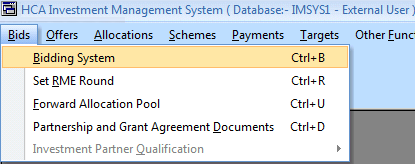 HCA Investment Management System ( Database:- IMSYS1 - External User )
Bids Offers Allocations Schemes Payments Targets Other Func
Bidding System Ctrl+B
Set RME Round Ctrl+R
Forward Allocation Pool Ctrl+U
Partnership and Grant Agreement Documents Ctrl+D
Investment Partner Qualification